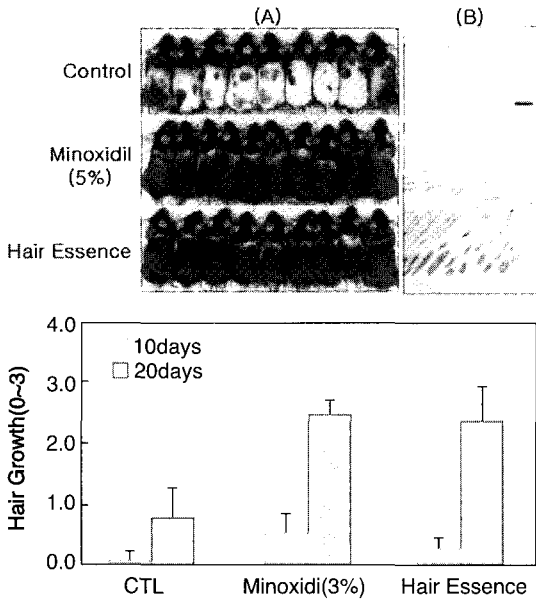 (A) (B)
Control
Minoxidil
(5%)
Hair Essence
Hair Growth(0~3)
4.0
3.0
2.0
1.0
0.0
10days
20days
CTL Minoxidi(3%) Hair Essence